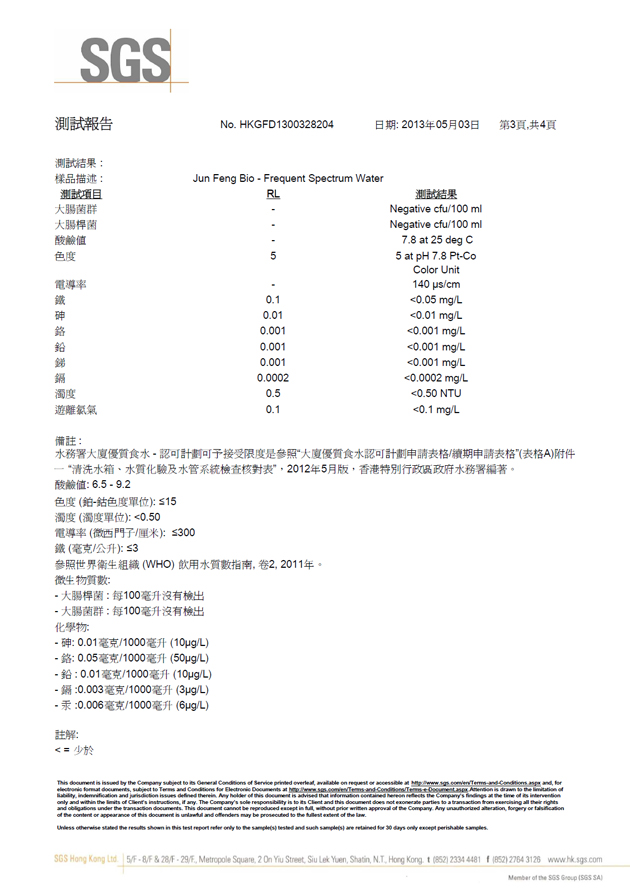 SGS
測試報告 No. HKGFD1300328204 日期: 2013年05月03日 第3頁,共4頁
測試結果 :
樣品描述 : Jun Feng Bio - Frequent Spectrum Water
測試項目 RL 測試結果
大腸菌群 - Negative cfu/100 ml
大腸桿菌 - Negative cfu/100 ml
酸鹼值 - 7.8 at 25 deg C
色度 5 5 at pH 7.8 Pt-Co
Color Unit
電導率 - 140 µs/cm
鐵 0.1 <0.05 mg/L
砷 0.01 <0.01 mg/L
鉻 0.001 <0.001 mg/L
鉛 0.001 <0.001 mg/L
銻 0.001 <0.001 mg/L
鎘 0.0002 <0.0002 mg/L
濁度 0.5 <0.50 NTU
遊離氯氣 0.1 <0.1 mg/L
備註 :
水務署大廈優質食水 - 認可計劃可予接受限度是參照“大廈優質食水認可計劃申請表格/續期申請表格”(表格A)附件
一 “清洗水箱、水質化驗及水管系統檢查核對表”，2012年5月版，香港特別行政區政府水務署編著。
酸鹼值: 6.5 - 9.2
色度 (鉑-鈷色度單位): ≤15
濁度 (濁度單位): <0.50
電導率 (微西門子/厘米): ≤300
鐵 (毫克/公升): ≤3
參照世界衛生組織 (WHO) 飲用水質數指南, 卷2, 2011年。
微生物質數:
- 大腸桿菌 : 每100毫升沒有檢出
- 大腸菌群 : 每100毫升沒有檢出
化學物:
- 砷: 0.01毫克/1000毫升 (10µg/L)
- 鉻: 0.05毫克/1000毫升 (50µg/L)
- 鉛 : 0.01毫克/1000毫升 (10µg/L)
- 鎘 :0.003毫克/1000毫升 (3µg/L)
- 汞 :0.006毫克/1000毫升 (6µg/L)
註解:
< = 少於
This document is issued by the Company subject to its General Conditions of Service printed overleaf, available on request or accessible at http://www.sgs.com/en/Terms-and-Conditions.aspx and, for
electronic format documents, subject to Terms and Conditions for Electronic Documents at http://www.sgs.com/en/Terms-and-Conditions/Terms-e-Document.aspx.Attention is drawn to the limitation of
liability, indemnification and jurisdiction issues defined therein. Any holder of this document is advised that information contained hereon reflects the Company's findings at the time of its intervention
only and within the limits of Client's instructions, if any. The Company's sole responsibility is to its Client and this document does not exonerate parties to a transaction from exercising all their rights
and obligations under the transaction documents. This document cannot be reproduced except in full, without prior written approval of the Company. Any unauthorized alteration, forgery or falsification
of the content or appearance of this document is unlawful and offenders may be prosecuted to the fullest extent of the law.
Unless otherwise stated the results shown in this test report refer only to the sample(s) tested and such sample(s) are retained for 30 days only except perishable samples.
SGS Hong Kong Ltd. 5/F - 8/F & 28/F - 29/F., Metropole Square, 2 On Yiu Street, Siu Lek Yuen, Shatin, N.T., Hong Kong. t (852) 2334 4481 f (852) 2764 3126 www.hk.sgs.com
Member of the SGS Group (SGS SA)